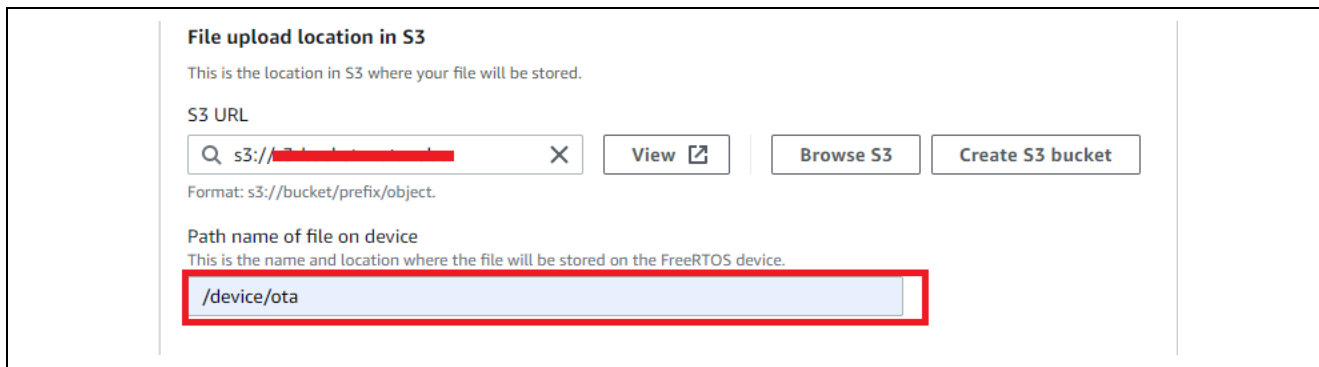 File upload location in S3
This is the location in S3 where your file will be stored.
S3 URL
s3:// View Browse S3 Create S3 bucket
Format: s3://bucket/prefix/object.
Path name of file on device
This is the name and location where the file will be stored on the FreeRTOS device.
/device/ota